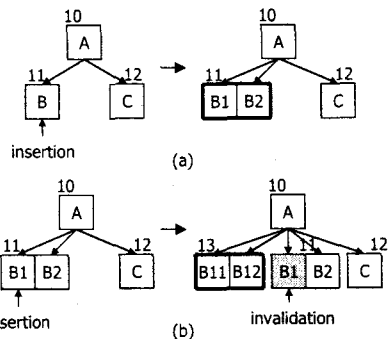 10
A
11
12
B
C
insertion
10
A
11
12
B1 B2
C
(a)
10
A
11
12
B1 B2
C
sertion
10
A
13
11
12
B11 B12
B1 B2
C
invalidation
(b)